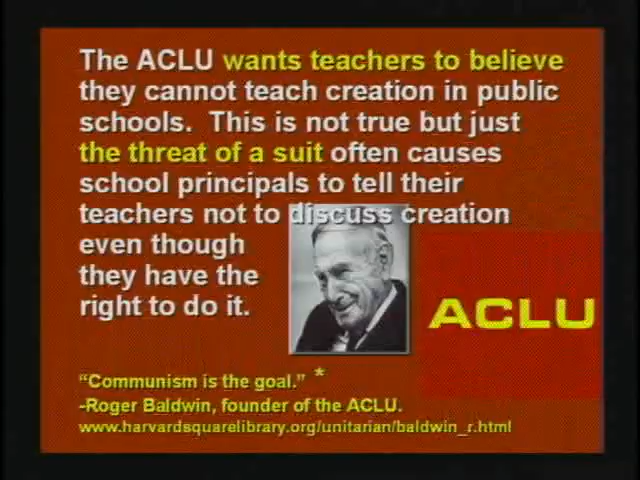 The ACLU wants teachers to believe
they cannot teach creation in public
schools.  This is not true but just
the threat of a suit often causes
school principals to tell their
teachers not to discuss creation
even though
they have the
right to do it.
ACLU
“Communism is the goal.” *
-Roger Baldwin, founder of the ACLU.
www.harvardsquarelibrary.org/unitarian/baldwin_r.html